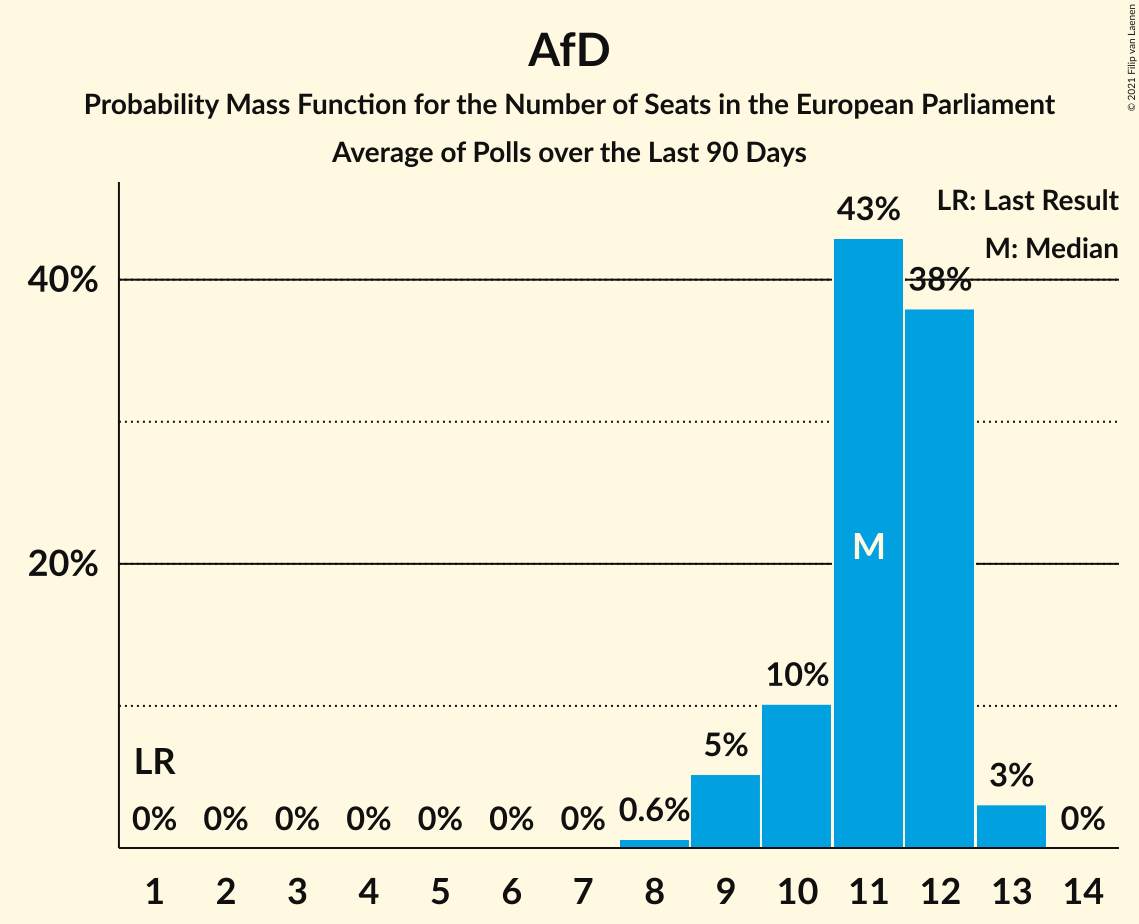 AfD
Probability Mass Function for the Number of Seats in the European Parliament
Average of Polls over the Last 90 Days
© 2021 Filip van Laenen
LR: Last Result
M: Median
43%
40%
38%
M
20%
10%
5%
LR
3%
0% 0% 0% 0% 0% 0% 0% 0.6% 0%
1 2 3 4 5 6 7 8 9 10 11 12 13 14